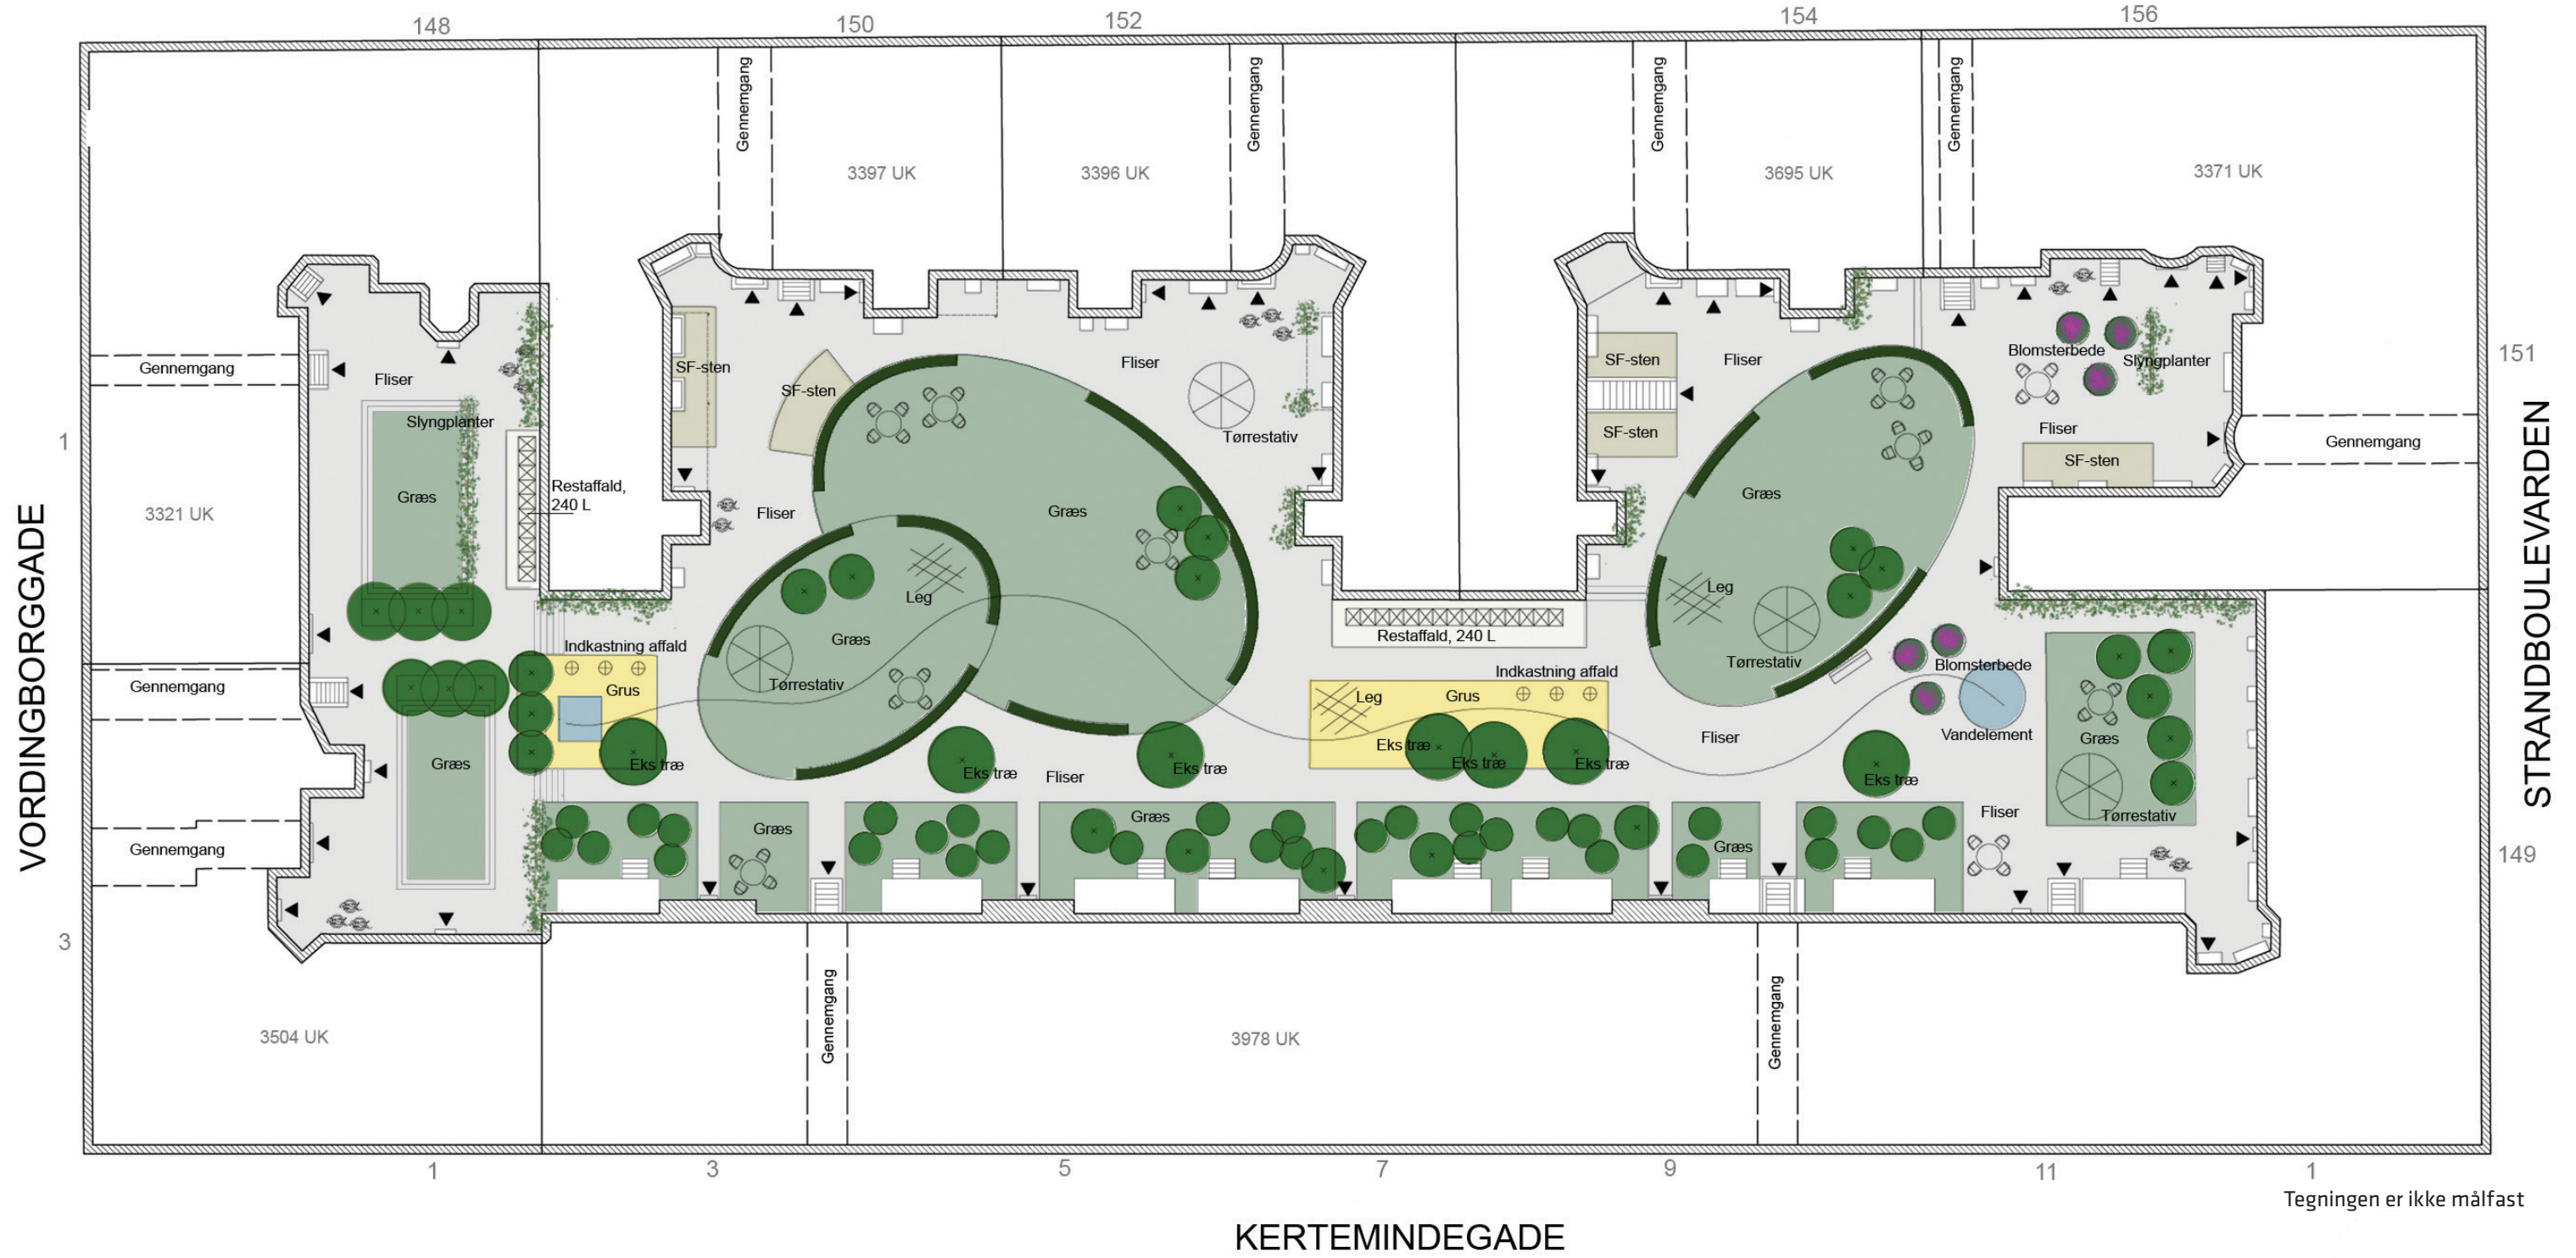 148
150
152
154
156
Gennemgang
Gennemgang
Gennemgang
Gennemgang
3397 UK
3396 UK
3695 UK
3371 UK
151
Gennemgang
Fliser
Slyngplanter
SF-sten
SF-sten
Fliser
Tørrestativ
SF-sten
Fliser
SF-sten
Blomsterbede
Slyngplanter
Fliser
SF-sten
Gennemgang
1
Græs
Restaffald,
240 L
3321 UK
Fliser
Græs
Græs
VORDINGBORGGADE
STRANDBOULEVARDEN
Leg
Græs
Tørrestativ
Leg
Tørrestativ
Restaffald, 240 L
Indkastning affald
Grus
Indkastning affald
Leg
Grus
Blomsterbede
Vandelement
Græs
Gennemgang
Græs
Eks træ
Eks træ
Fliser
Eks træ
Eks træ
Eks træ
Eks træ
Fliser
Eks træ
Fliser
Tørrestativ
Gennemgang
Græs
Græs
Græs
149
3
3504 UK
Gennemgang
3978 UK
Gennemgang
1
3
5
7
9
11
1
Tegningen er ikke målfast
KERTEMINDEGADE